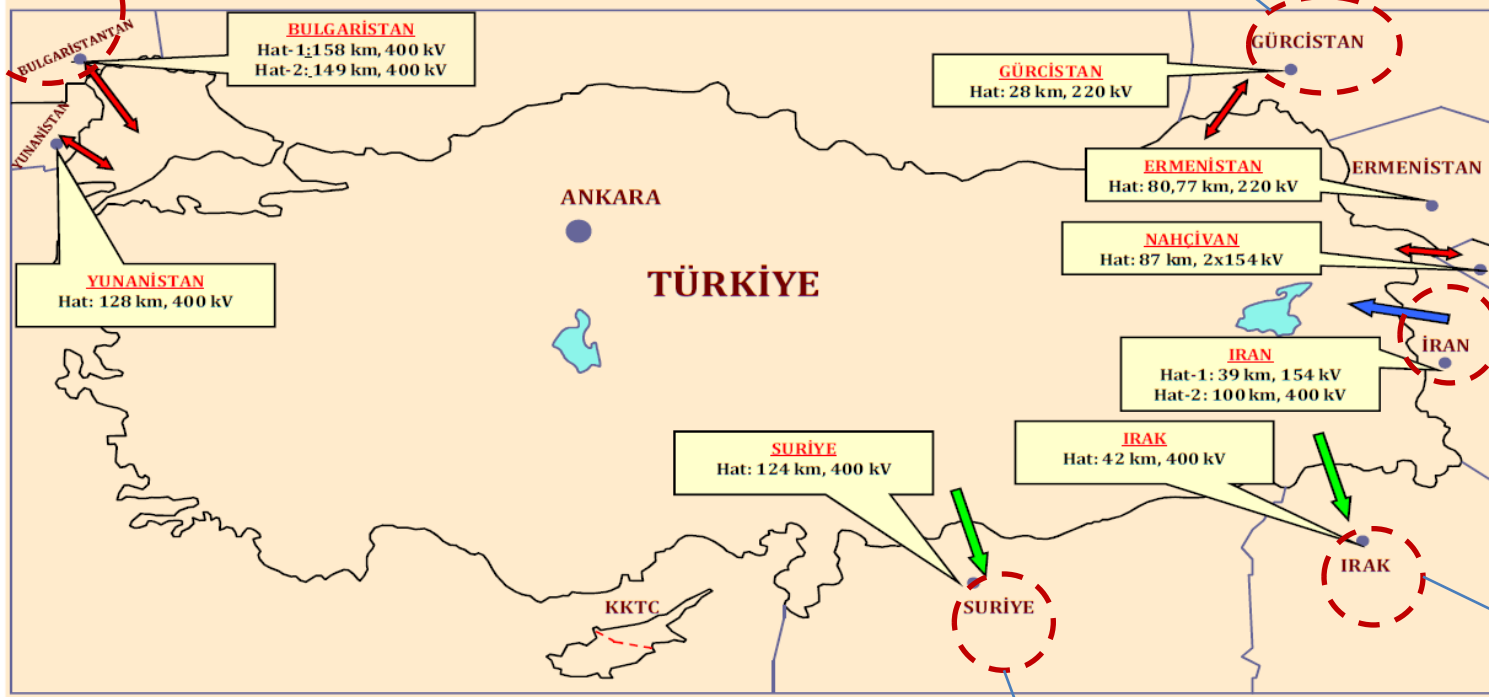 BULGARİSTANTAN
BULGARİSTAN
Hat-1:158 km, 400 kV
Hat-2: 149 km, 400 kV
GÜRCİSTAN
GÜRCİSTAN
Hat: 28 km, 220 kV
YUNANİSTAN
ERMENİSTAN
Hat: 80,77 km, 220 kV
ERMENİSTAN
ANKARA
NAHÇİVAN
Hat: 87 km, 2x154 kV
TÜRKİYE
YUNANİSTAN
Hat: 128 km, 400 kV
İRAN
IRAN
Hat-1: 39 km, 154 kV
Hat-2: 100 km, 400 kV
SURİYE
Hat: 124 km, 400 kV
IRAK
Hat: 42 km, 400 kV
IRAK
KKTC
SURİYE